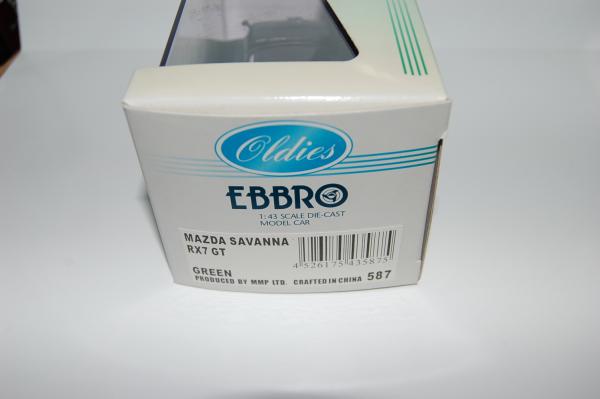 Oldies
EBBRO
1:43 SCALE DIE-CAST
MODEL CAR
MAZDA SAVANNA
RX7 GT
4 526175 435875
GREEN
PRODUCED BY MMP LTD. CRAFTED IN CHINA 587